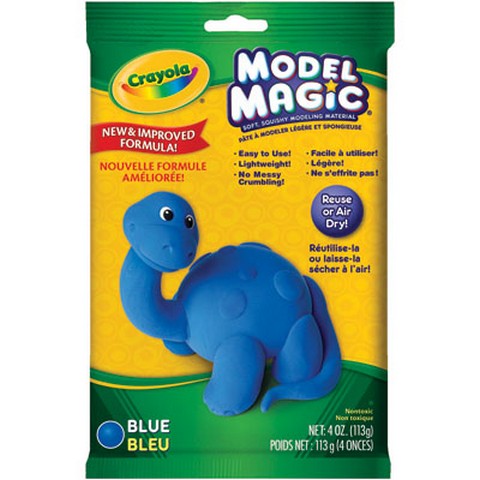 Crayola
MODEL
MAGIC®
SOFT, SQUISHY MODELING MATERIAL
PÂTE À MODELER LÉGÈRE ET SPONGIEUSE
NEW & IMPROVED
FORMULA!
NOUVELLE FORMULE
AMÉLIORÉE!
• Easy to Use!
• Lightweight!
• No Messy
Crumbling!
• Facile à utiliser!
• Légère!
• Ne s'effrite pas!
Reuse
or Air
Dry!
Réutilise-la
ou laisse-la
sécher à l'air!
BLUE
BLEU
Nontoxic
Non toxique
NET: 4 OZ. (113g)
POIDS NET : 113 g (4 ONCES)